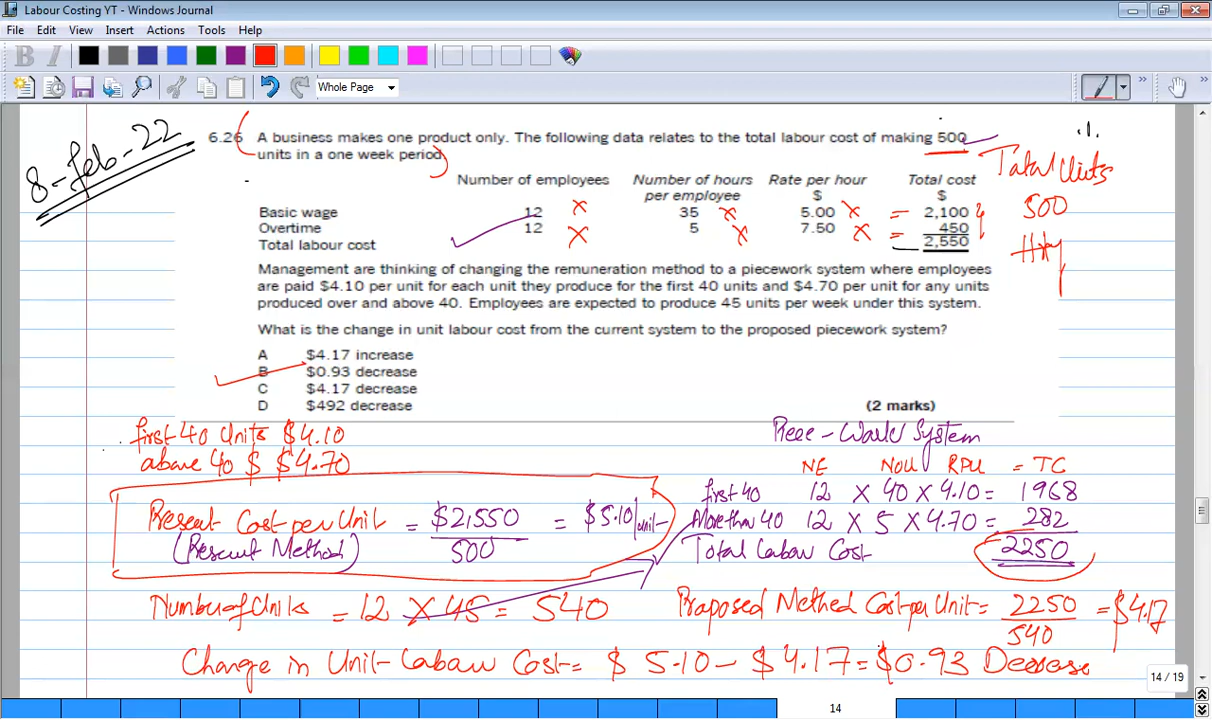 Labour Costing YT - Windows Journal
File Edit View Insert Actions Tools Help
B I
Whole Page
8-Feb-22
6.26 A business makes one product only. The following data relates to the total labour cost of making 500
units in a one week period.
Number of employees Number of hours per employee Rate per hour $ Total cost $
Basic wage 12 x 35 x 5.00 x = 2,100
Overtime 12 x 5 x 7.50 x = 450
Total labour cost 2,550
Total Units
500
Management are thinking of changing the remuneration method to a piecework system where employees
are paid $4.10 per unit for each unit they produce for the first 40 units and $4.70 per unit for any units
produced over and above 40. Employees are expected to produce 45 units per week under this system.
What is the change in unit labour cost from the current system to the proposed piecework system?
A $4.17 increase
B $0.93 decrease
C $4.17 decrease
D $492 decrease
(2 marks)
first 40 Units $4.10
above 40 $ $4.70
Present Cost per Unit = $2,550 / 500 = $5.10/unit
(Present Method)
Piece-Work System
NE NOU RPU = TC
first 40 12 X 40 X 4.10 = 1968
More than 40 12 X 5 X 4.70 = 282
Total Labour Cost 2250
Number of Units = 12 X 45 = 540
Proposed Method Cost per Unit = 2250 / 540 = $4.17
Change in Unit Labour Cost = $ 5.10 - $ 4.17 = $0.93 Decrease
14 / 19
14